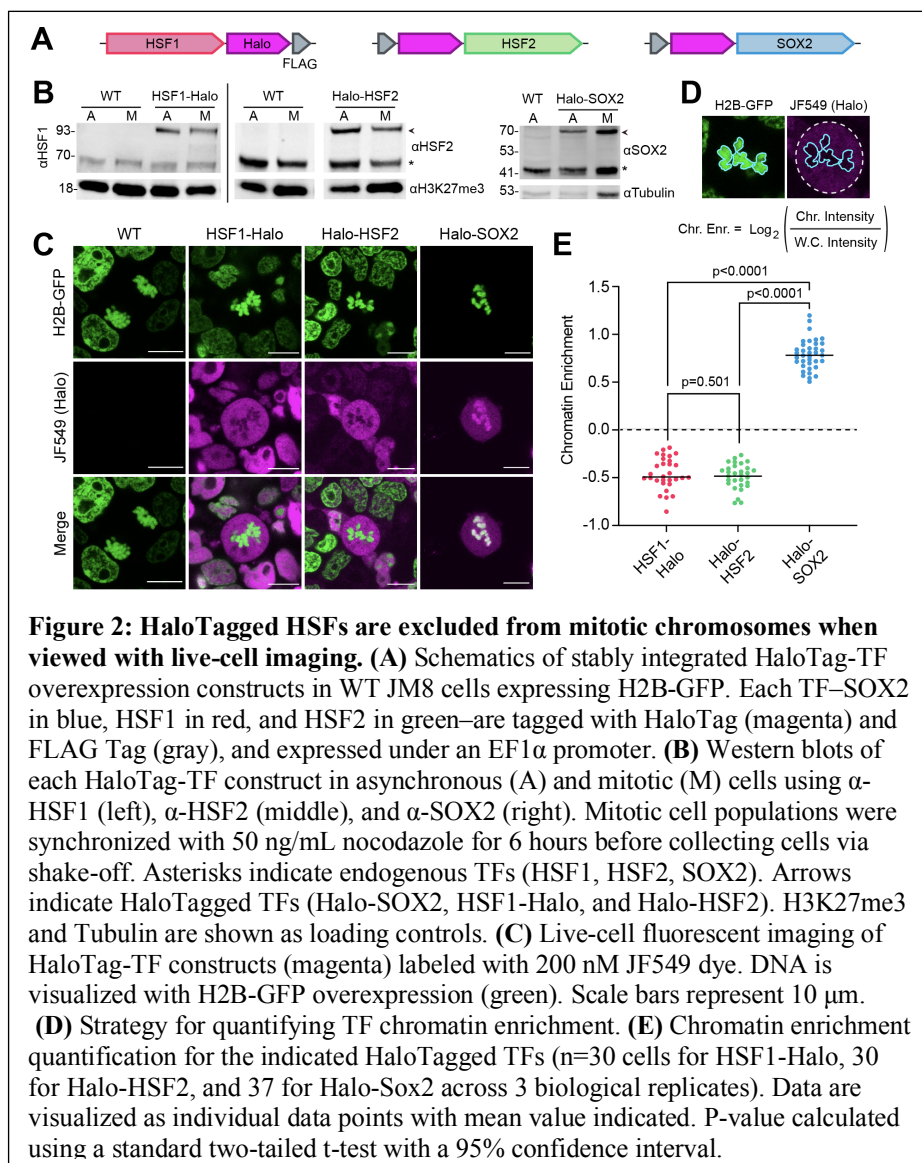 A
HSF1
Halo
FLAG
HSF2
SOX2
B
WT
HSF1-Halo
WT
Halo-HSF2
A
M
A
M
A
M
A
M
αHSF1
93-
70-
18-
αHSF2
*
αH3K27me3
WT
Halo-SOX2
A
A
M
70-
41-
53-
αSOX2
*
αTubulin
D
H2B-GFP
JF549 (Halo)
Chr. Enr. = Log2 ( Chr. Intensity
W.C. Intensity )
C
WT
HSF1-Halo
Halo-HSF2
Halo-SOX2
H2B-GFP
JF549 (Halo)
Merge
E
p<0.0001
p<0.0001
p=0.501
Chromatin Enrichment
1.5
1.0
0.5
0.0
-0.5
-1.0
HSF1-
Halo
Halo-
HSF2
Halo-
SOX2
Figure 2: HaloTagged HSFs are excluded from mitotic chromosomes when
viewed with live-cell imaging. (A) Schematics of stably integrated HaloTag-TF
overexpression constructs in WT JM8 cells expressing H2B-GFP. Each TF–SOX2
in blue, HSF1 in red, and HSF2 in green–are tagged with HaloTag (magenta) and
FLAG Tag (gray), and expressed under an EF1α promoter. (B) Western blots of
each HaloTag-TF construct in asynchronous (A) and mitotic (M) cells using α-
HSF1 (left), α-HSF2 (middle), and α-SOX2 (right). Mitotic cell populations were
synchronized with 50 ng/mL nocodazole for 6 hours before collecting cells via
shake-off. Asterisks indicate endogenous TFs (HSF1, HSF2, SOX2). Arrows
indicate HaloTagged TFs (Halo-SOX2, HSF1-Halo, and Halo-HSF2). H3K27me3
and Tubulin are shown as loading controls. (C) Live-cell fluorescent imaging of
HaloTag-TF constructs (magenta) labeled with 200 nM JF549 dye. DNA is
visualized with H2B-GFP overexpression (green). Scale bars represent 10 μm.
(D) Strategy for quantifying TF chromatin enrichment. (E) Chromatin enrichment
quantification for the indicated HaloTagged TFs (n=30 cells for HSF1-Halo, 30
for Halo-HSF2, and 37 for Halo-Sox2 across 3 biological replicates). Data are
visualized as individual data points with mean value indicated. P-value calculated
using a standard two-tailed t-test with a 95% confidence interval.